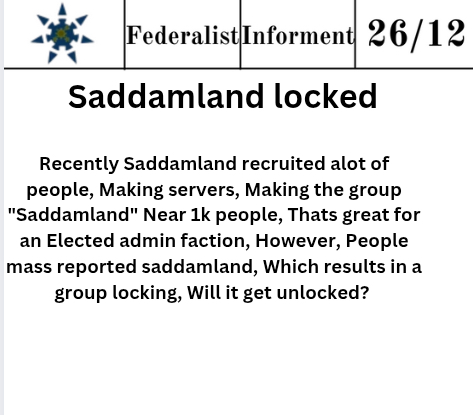 Federalist Informent 26/12
Saddamland locked
Recently Saddamland recruited alot of
people, Making servers, Making the group
"Saddamland" Near 1k people, Thats great for
an Elected admin faction, However, People
mass reported saddamland, Which results in a
group locking, Will it get unlocked?